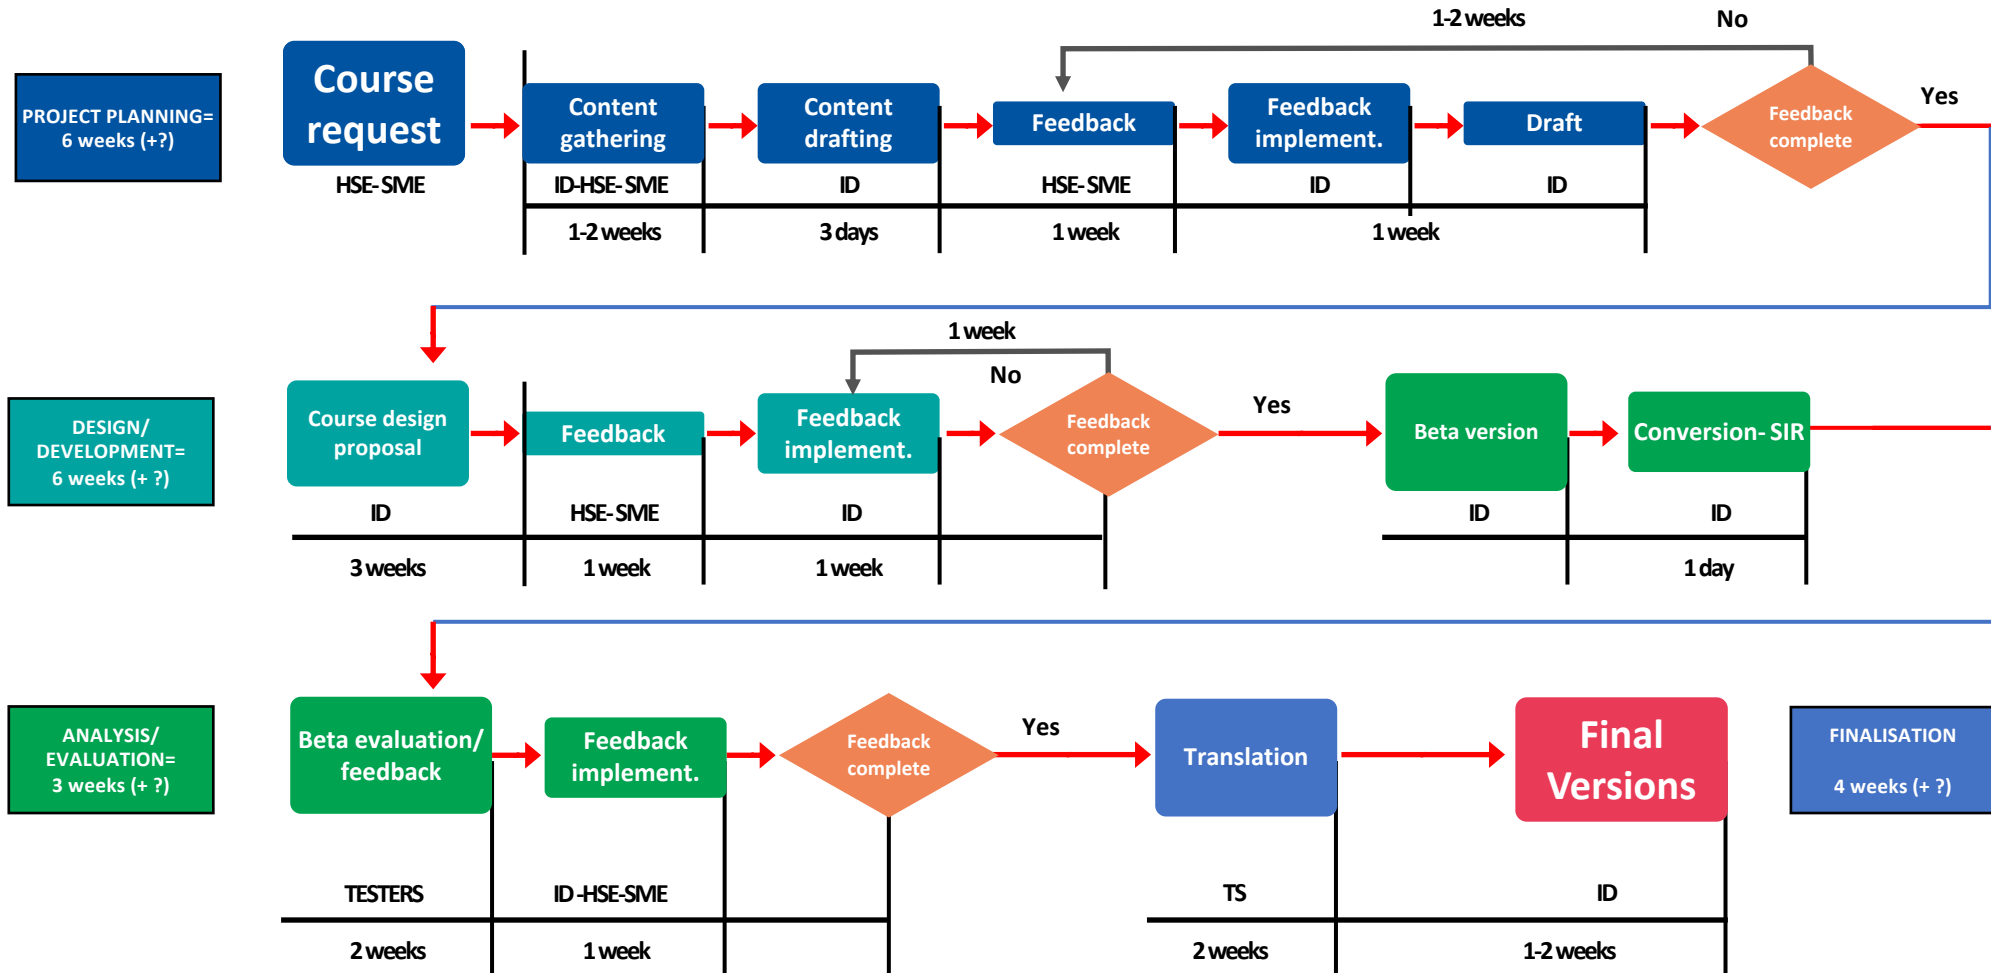 1-2 weeks
No
PROJECT PLANNING=
6 weeks (+?)
Course
request
Content
gathering
Content
drafting
Feedback
Feedback
implement.
Draft
Feedback
complete
Yes
HSE- SME
ID-HSE- SME
ID
HSE- SME
ID
ID
1-2 weeks
3 days
1 week
1 week
1 week
No
DESIGN/
DEVELOPMENT=
6 weeks (+ ?)
Course design
proposal
Feedback
Feedback
implement.
Feedback
complete
Yes
Beta version
Conversion- SIR
ID
HSE- SME
ID
ID
ID
3 weeks
1 week
1 week
1 day
ANALYSIS/
EVALUATION=
3 weeks (+ ?)
Beta evaluation/
feedback
Feedback
implement.
Feedback
complete
Yes
Translation
Final
Versions
FINALISATION
4 weeks (+ ?)
TESTERS
ID -HSE-SME
TS
ID
2 weeks
1 week
2 weeks
1-2 weeks